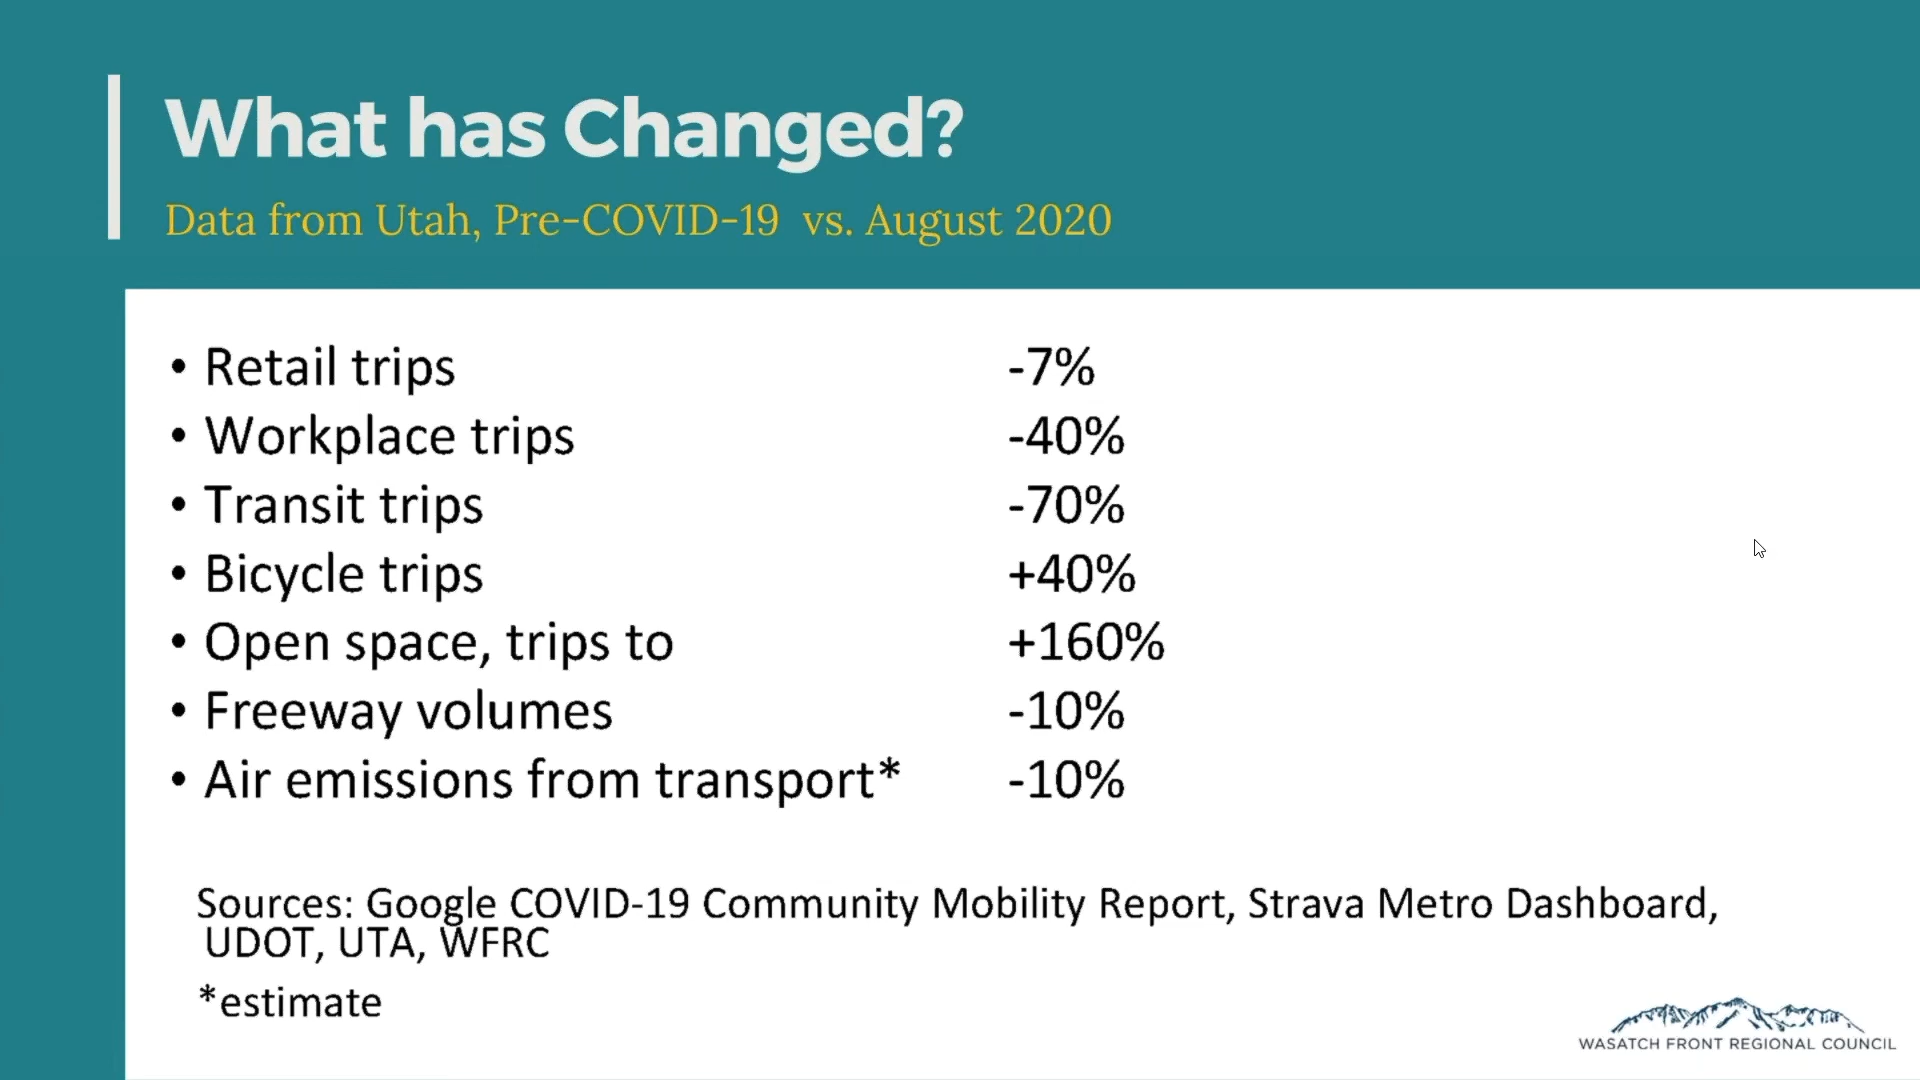 What has Changed?
Data from Utah, Pre-COVID-19 vs. August 2020
• Retail trips -7%
• Workplace trips -40%
• Transit trips -70%
• Bicycle trips +40%
• Open space, trips to +160%
• Freeway volumes -10%
• Air emissions from transport* -10%
Sources: Google COVID-19 Community Mobility Report, Strava Metro Dashboard,
UDOT, UTA, WFRC
*estimate
WASATCH FRONT REGIONAL COUNCIL